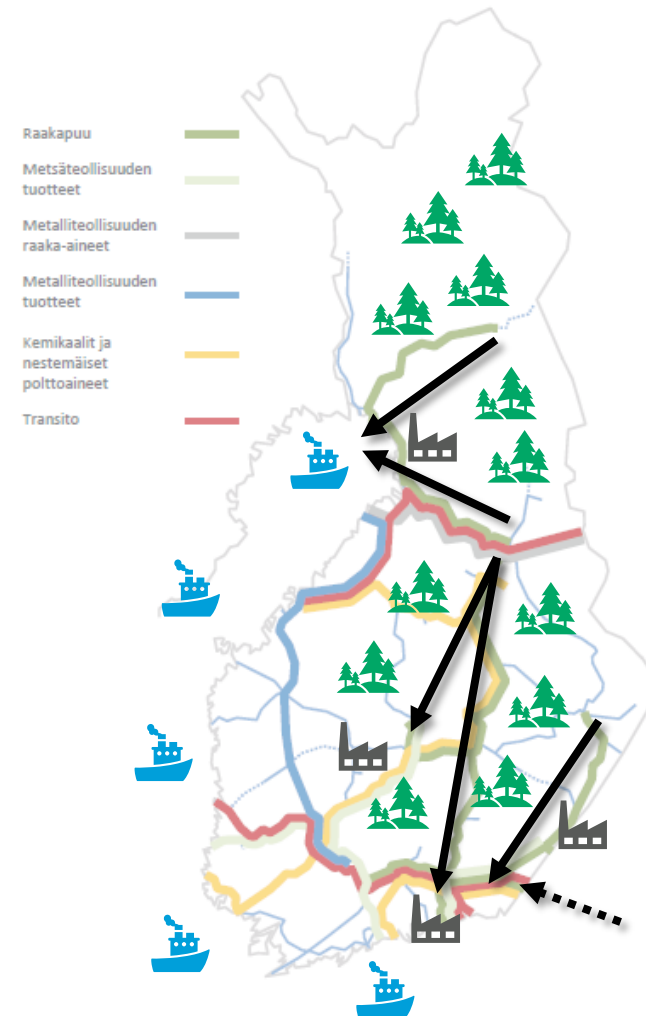 Raakapuu
Metsäteollisuuden
tuotteet
Metalliteollisuuden
raaka-aineet
Metalliteollisuuden
tuotteet
Kemikaalit ja
nestemäiset
polttoaineet
Transito